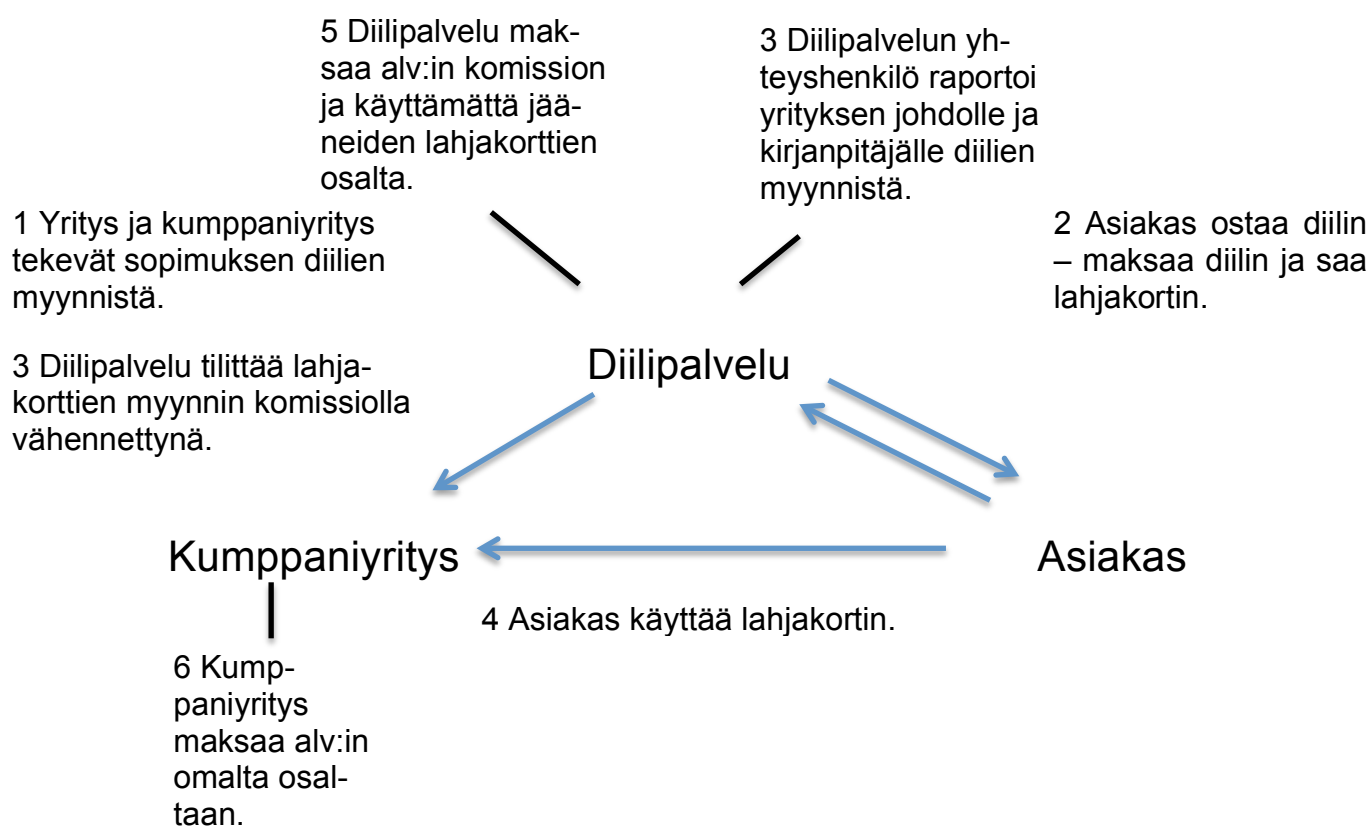 5 Diilipalvelu mak-
saa alv:in komission
ja käyttämättä jää-
neiden lahjakorttien
osalta.
3 Diilipalvelun yh-
teyshenkilö raportoi
yrityksen johdolle ja
kirjanpitäjälle diilien
myynnistä.
1 Yritys ja kumppaniyritys
tekevät sopimuksen diilien
myynnistä.
2 Asiakas ostaa diilin
– maksaa diilin ja saa
lahjakortin.
3 Diilipalvelu tilittää lahja-
korttien myynnin komissiolla
vähennettynä.
Diilipalvelu
Kumppaniyritys
Asiakas
4 Asiakas käyttää lahjakortin.
6 Kump-
paniyritys
maksaa alv:in
omalta osal-
taan.